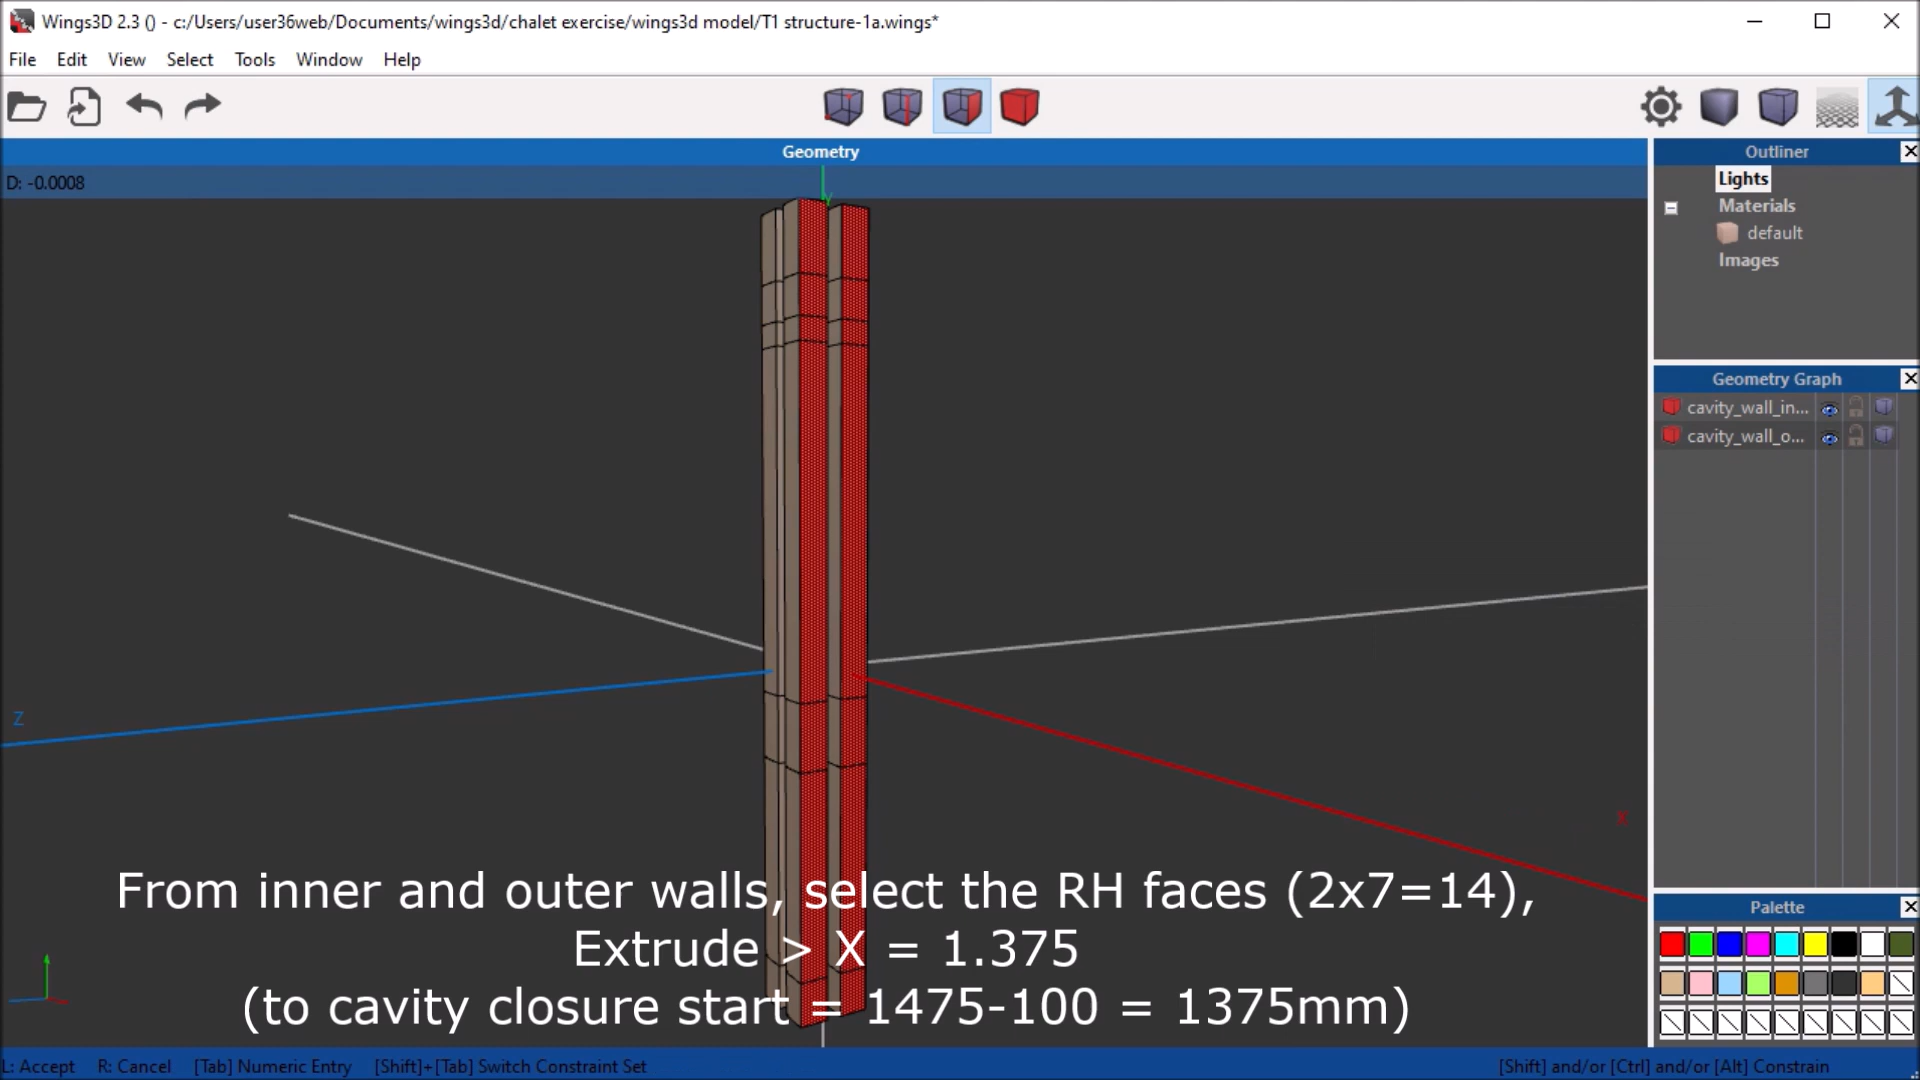 Wings3D 2.3 () - c:/Users/user36web/Documents/wings3d/chalet exercise/wings3d model/T1 structure-1a.wings*
File Edit View Select Tools Window Help
Geometry
D: -0.0008
Y
Z
X
Outliner
Lights
Materials
default
Images
Geometry Graph
cavity_wall_in...
cavity_wall_o...
Palette
From inner and outer walls, select the RH faces (2x7=14),
Extrude > X = 1.375
(to cavity closure start = 1475-100 = 1375mm)
L: Accept R: Cancel [Tab] Numeric Entry [Shift]+[Tab] Switch Constraint Set [Shift] and/or [Ctrl] and/or [Alt] Constrain